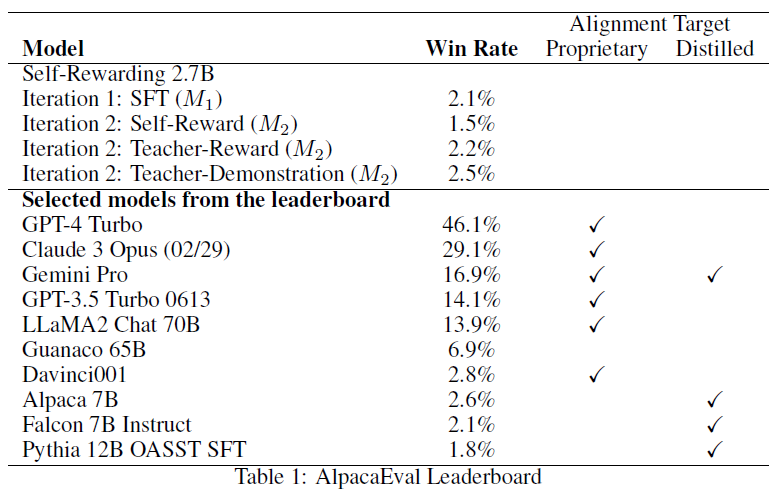 Alignment Target
Model Win Rate Proprietary Distilled
Self-Rewarding 2.7B
Iteration 1: SFT (M₁) 2.1%
Iteration 2: Self-Reward (M₂) 1.5%
Iteration 2: Teacher-Reward (M₂) 2.2%
Iteration 2: Teacher-Demonstration (M₂) 2.5%
Selected models from the leaderboard
GPT-4 Turbo 46.1% ✓
Claude 3 Opus (02/29) 29.1% ✓
Gemini Pro 16.9% ✓ ✓
GPT-3.5 Turbo 0613 14.1% ✓
LLaMA2 Chat 70B 13.9% ✓
Guanaco 65B 6.9%
Davinci001 2.8% ✓
Alpaca 7B 2.6% ✓
Falcon 7B Instruct 2.1% ✓
Pythia 12B OASST SFT 1.8% ✓
Table 1: AlpacaEval Leaderboard